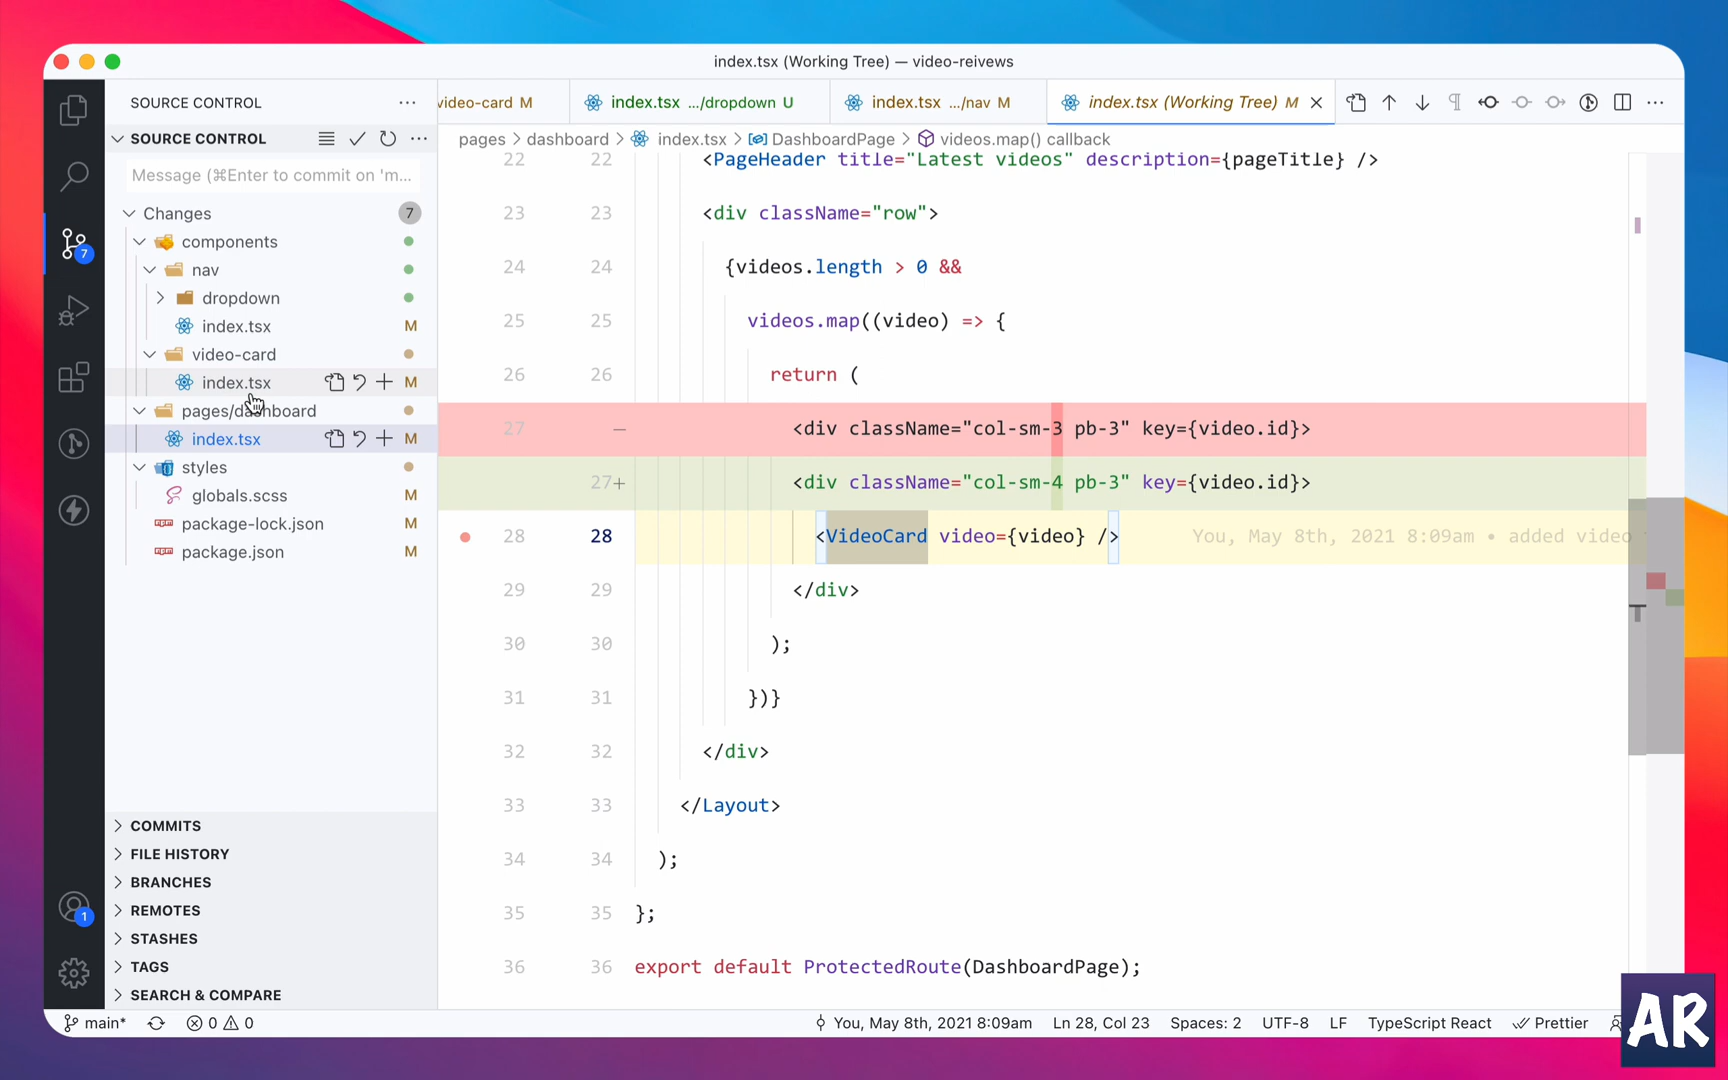 index.tsx (Working Tree) — video-reivews
SOURCE CONTROL
video-card M
index.tsx .../dropdown U
index.tsx .../nav M
index.tsx (Working Tree) M
SOURCE CONTROL
pages > dashboard > index.tsx > DashboardPage > videos.map() callback
Message (⌘Enter to commit on 'm...
Changes 7
components
nav
dropdown
index.tsx M
video-card
index.tsx M
pages/dashboard
index.tsx M
styles
globals.scss M
package-lock.json M
package.json M
7
22 22 <PageHeader title="Latest videos" description={pageTitle} />
23 23 <div className="row">
24 24 {videos.length > 0 &&
25 25 videos.map((video) => {
26 26 return (
27 — <div className="col-sm-3 pb-3" key={video.id}>
27+ <div className="col-sm-4 pb-3" key={video.id}>
28 28 <VideoCard video={video} /> You, May 8th, 2021 8:09am • added video
29 29 </div>
30 30 );
31 31 })}
32 32 </div>
33 33 </Layout>
34 34 );
35 35 };
36 36 export default ProtectedRoute(DashboardPage);
COMMITS
FILE HISTORY
BRANCHES
REMOTES
STASHES
TAGS
SEARCH & COMPARE
1
main* 0 0 You, May 8th, 2021 8:09am Ln 28, Col 23 Spaces: 2 UTF-8 LF TypeScript React Prettier
AR